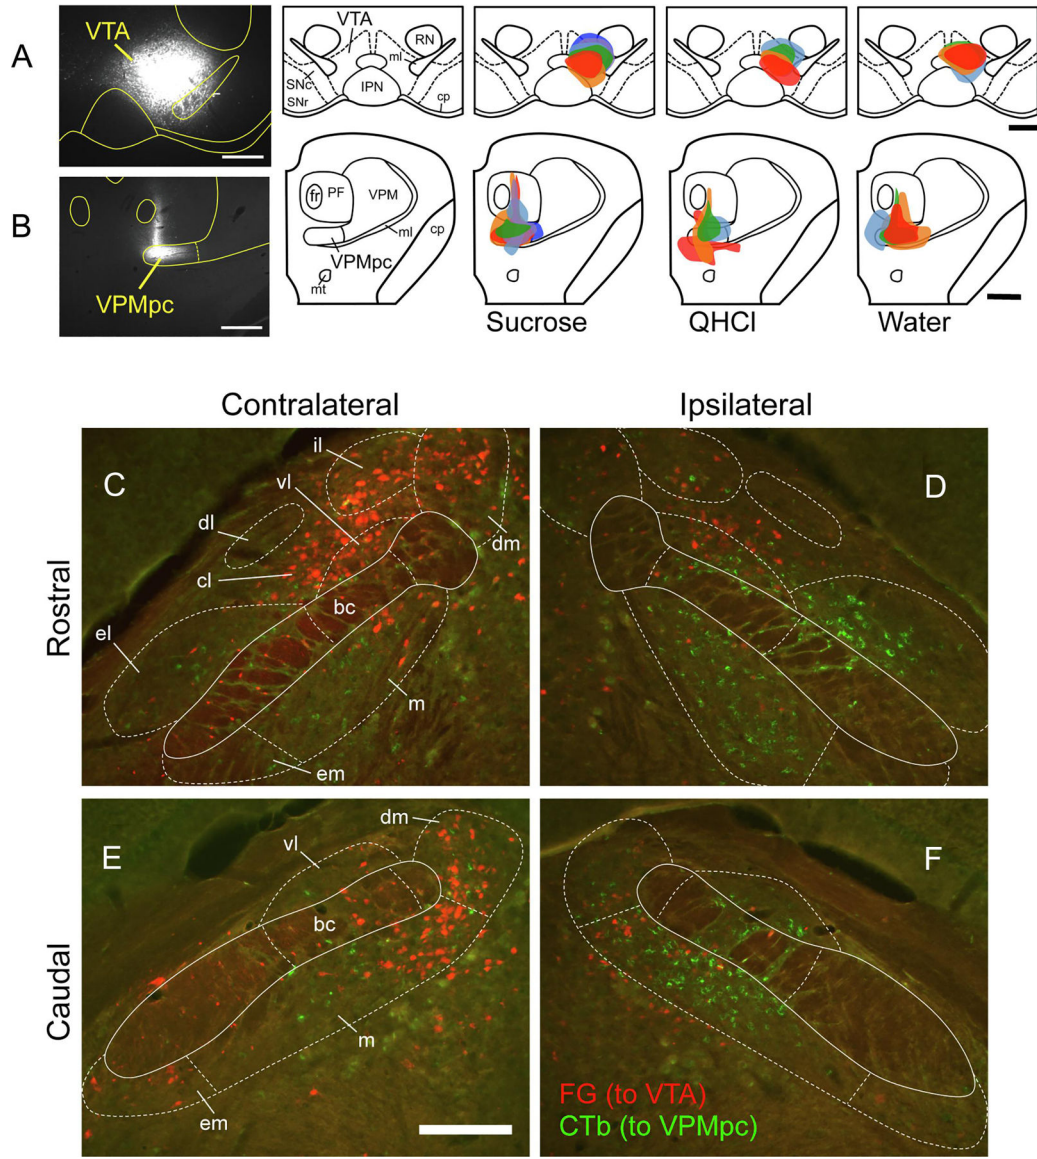 A
VTA
VTA
RN
ml
SNc
SNr
IPN
cp
B
VPMpc
fr
PF
VPM
ml
cp
VPMpc
mt
Sucrose
QHCl
Water
Contralateral
Ipsilateral
Rostral
C
il
vl
dl
cl
dm
bc
el
m
em
D
Caudal
E
dm
vl
bc
m
em
F
FG (to VTA)
CTb (to VPMpc)